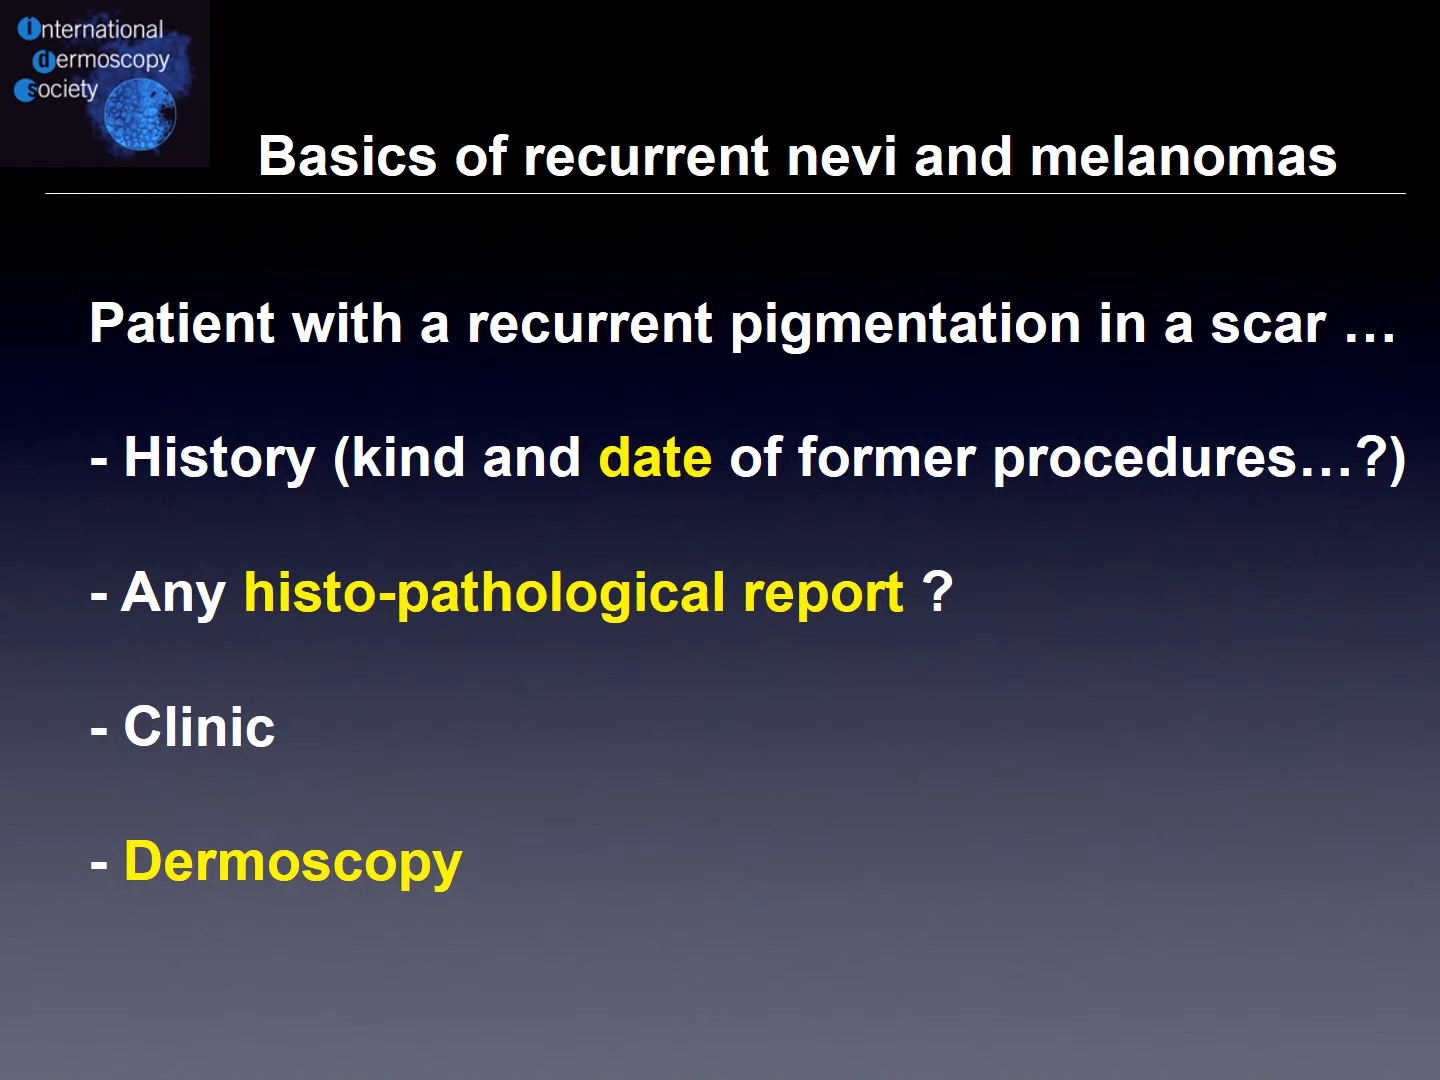 International
dermoscopy
Society
Basics of recurrent nevi and melanomas
Patient with a recurrent pigmentation in a scar …
- History (kind and date of former procedures…?)
- Any histo-pathological report ?
- Clinic
- Dermoscopy